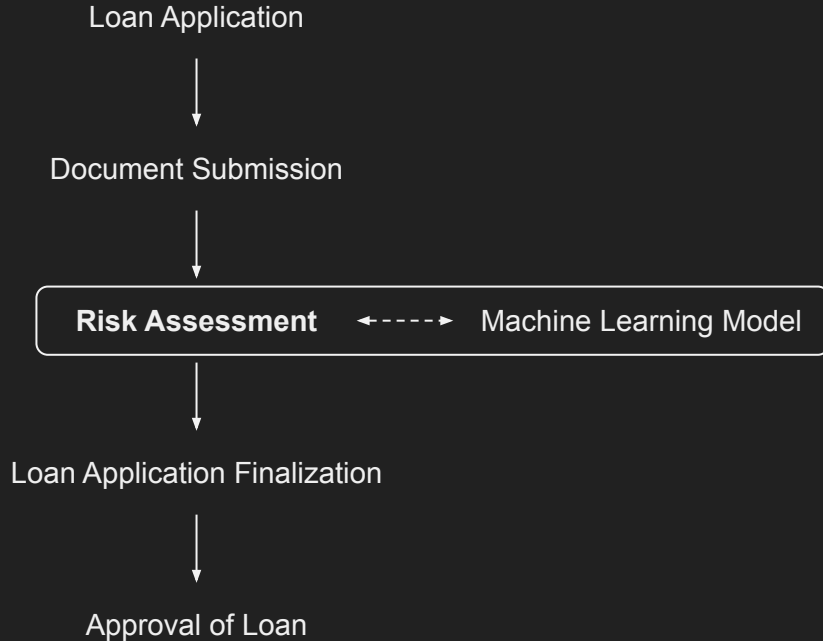 Loan Application
Document Submission
Risk Assessment
Machine Learning Model
Loan Application Finalization
Approval of Loan